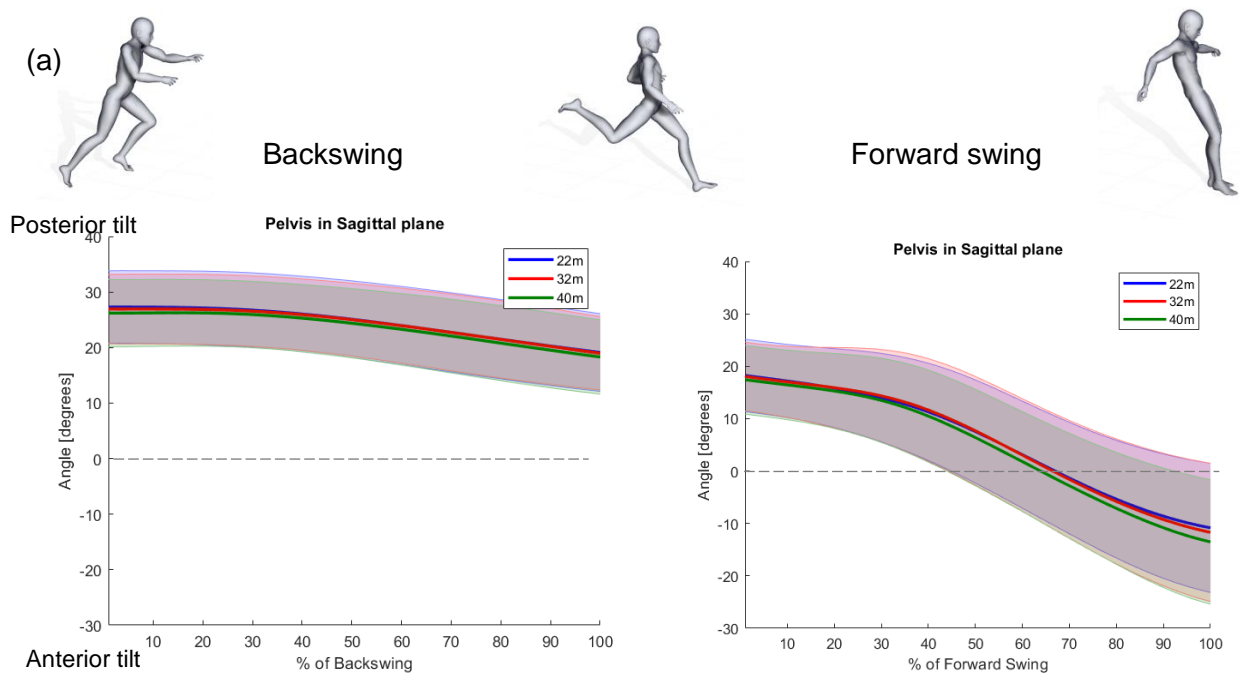 (a)
Backswing
Forward swing
Posterior tilt
Pelvis in Sagittal plane
40
30
20
10
0
-10
-20
-30
Angle [degrees]
22m
32m
40m
10 20 30 40 50 60 70 80 90 100
% of Backswing
Anterior tilt
Pelvis in Sagittal plane
40
30
20
10
0
-10
-20
-30
Angle [degrees]
22m
32m
40m
10 20 30 40 50 60 70 80 90 100
% of Forward Swing